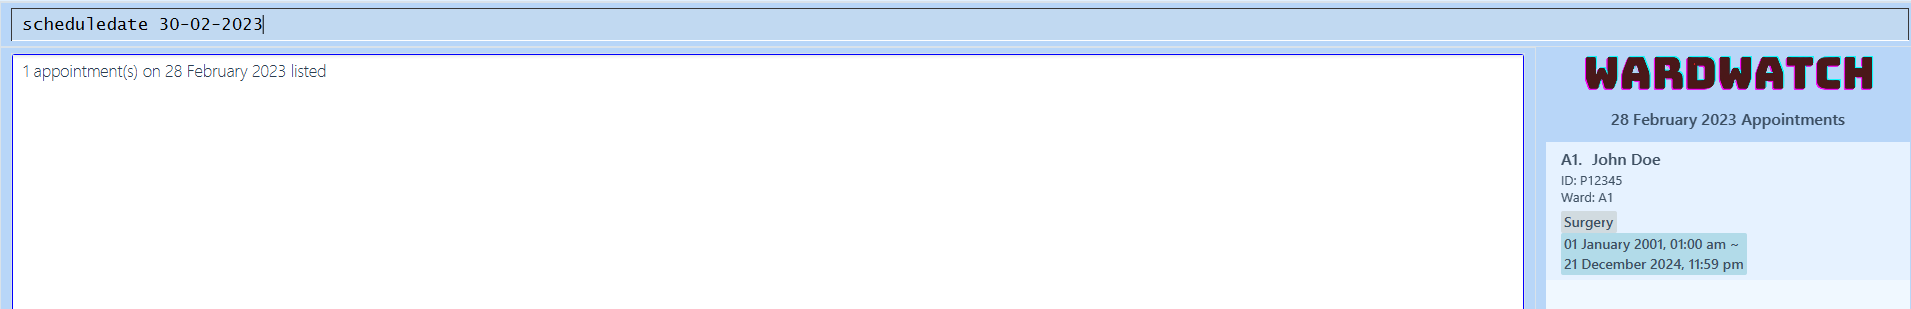 scheduledate 30-02-2023
1 appointment(s) on 28 February 2023 listed
WARDWATCH
28 February 2023 Appointments
A1. John Doe
ID: P12345
Ward: A1
Surgery
01 January 2001, 01:00 am ~
21 December 2024, 11:59 pm